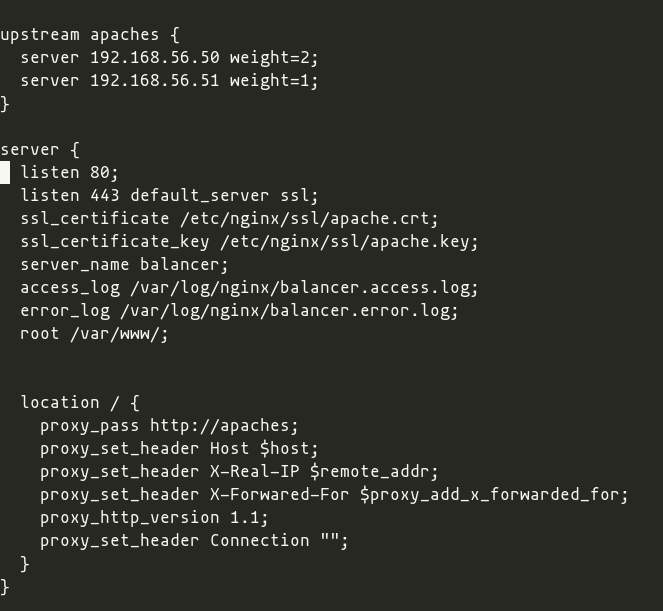 upstream apaches {
  server 192.168.56.50 weight=2;
  server 192.168.56.51 weight=1;
}
server {
  listen 80;
  listen 443 default_server ssl;
  ssl_certificate /etc/nginx/ssl/apache.crt;
  ssl_certificate_key /etc/nginx/ssl/apache.key;
  server_name balancer;
  access_log /var/log/nginx/balancer.access.log;
  error_log /var/log/nginx/balancer.error.log;
  root /var/www/;
  location / {
    proxy_pass http://apaches;
    proxy_set_header Host $host;
    proxy_set_header X-Real-IP $remote_addr;
    proxy_set_header X-Forwared-For $proxy_add_x_forwarded_for;
    proxy_http_version 1.1;
    proxy_set_header Connection "";
  }
}